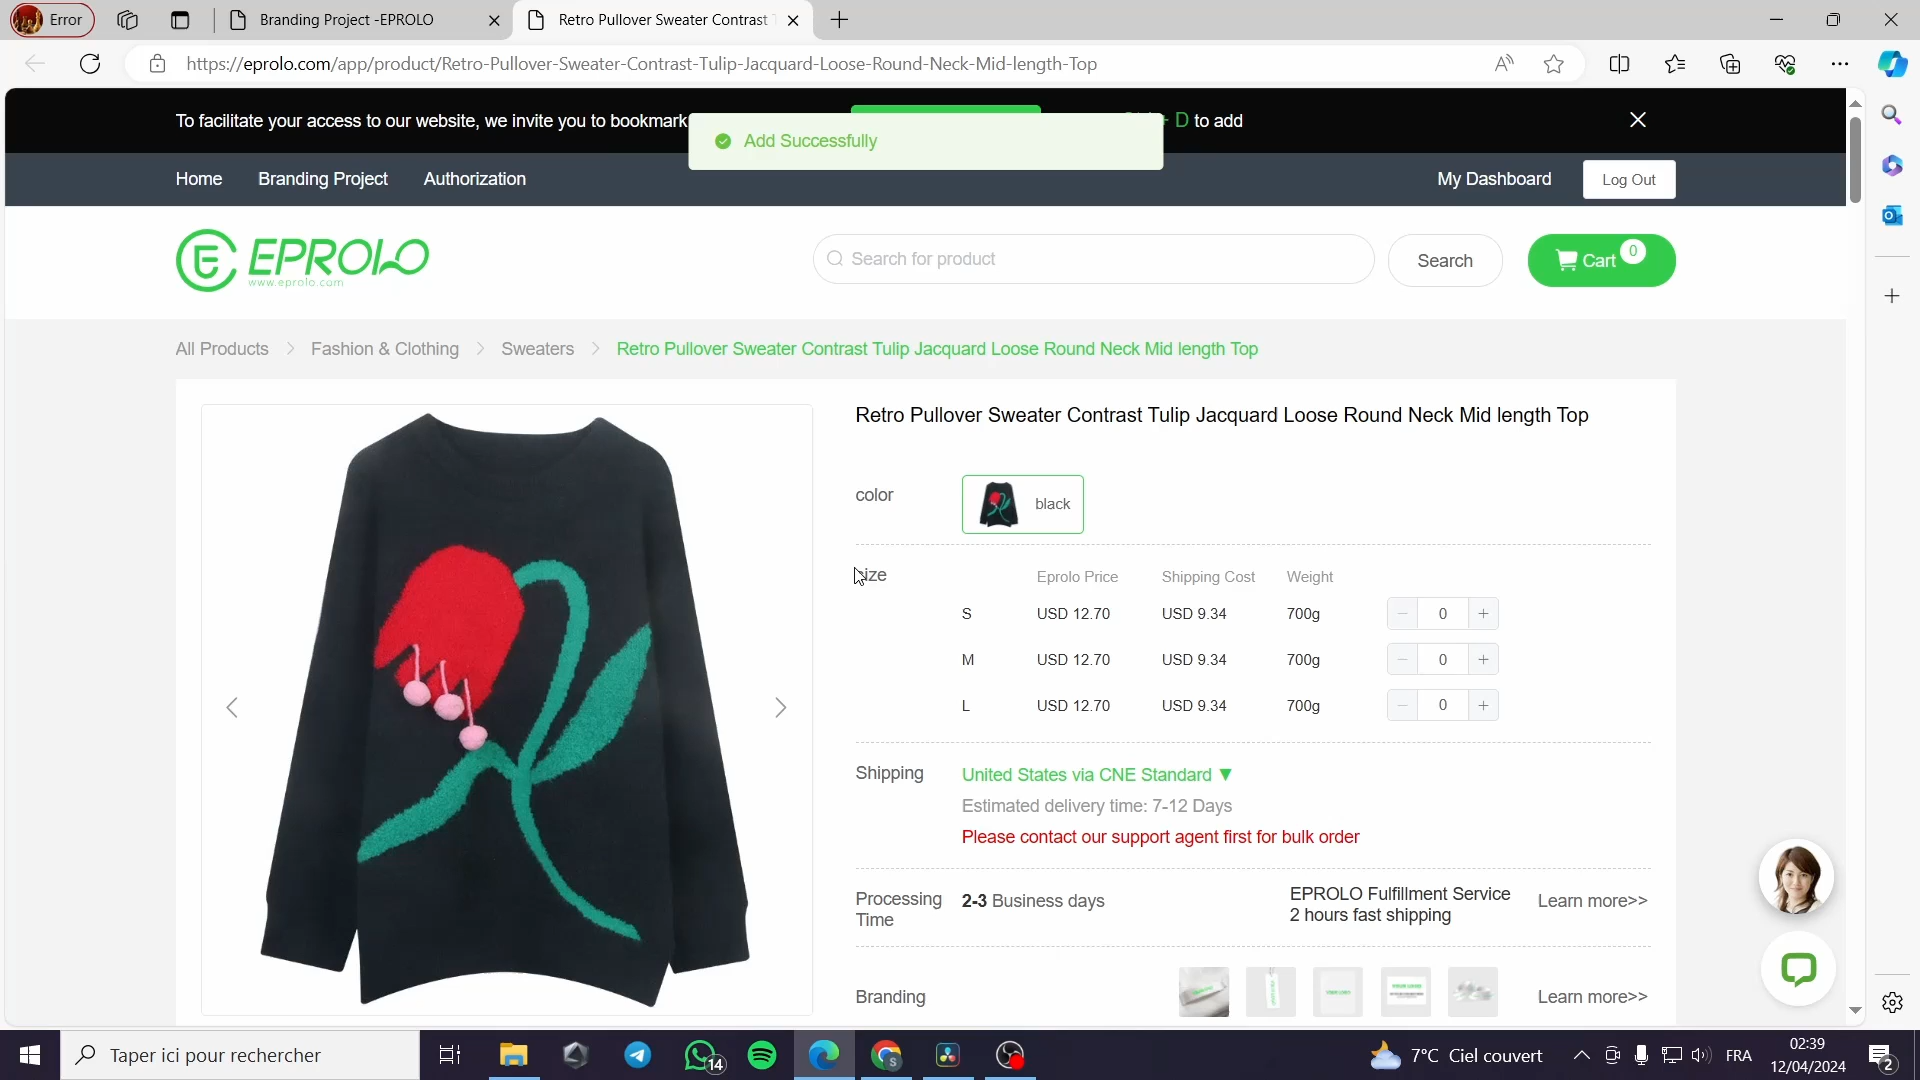 Error
Branding Project -EPROLO
Retro Pullover Sweater Contrast T
https://eprolo.com/app/product/Retro-Pullover-Sweater-Contrast-Tulip-Jacquard-Loose-Round-Neck-Mid-length-Top
To facilitate your access to our website, we invite you to bookmark
D to add
Add Successfully
Home
Branding Project
Authorization
My Dashboard
Log Out
EPROLO
www.eprolo.com
Search for product
Search
Cart
0
All Products > Fashion & Clothing > Sweaters > Retro Pullover Sweater Contrast Tulip Jacquard Loose Round Neck Mid length Top
Retro Pullover Sweater Contrast Tulip Jacquard Loose Round Neck Mid length Top
color
black
size
Eprolo Price
Shipping Cost
Weight
S USD 12.70 USD 9.34 700g - 0 +
M USD 12.70 USD 9.34 700g - 0 +
L USD 12.70 USD 9.34 700g - 0 +
Shipping
United States via CNE Standard ▼
Estimated delivery time: 7-12 Days
Please contact our support agent first for bulk order
Processing
Time
2-3 Business days
EPROLO Fulfillment Service
2 hours fast shipping
Learn more>>
Branding
Learn more>>
Taper ici pour rechercher
14
7°C Ciel couvert
FRA
02:39
12/04/2024
2